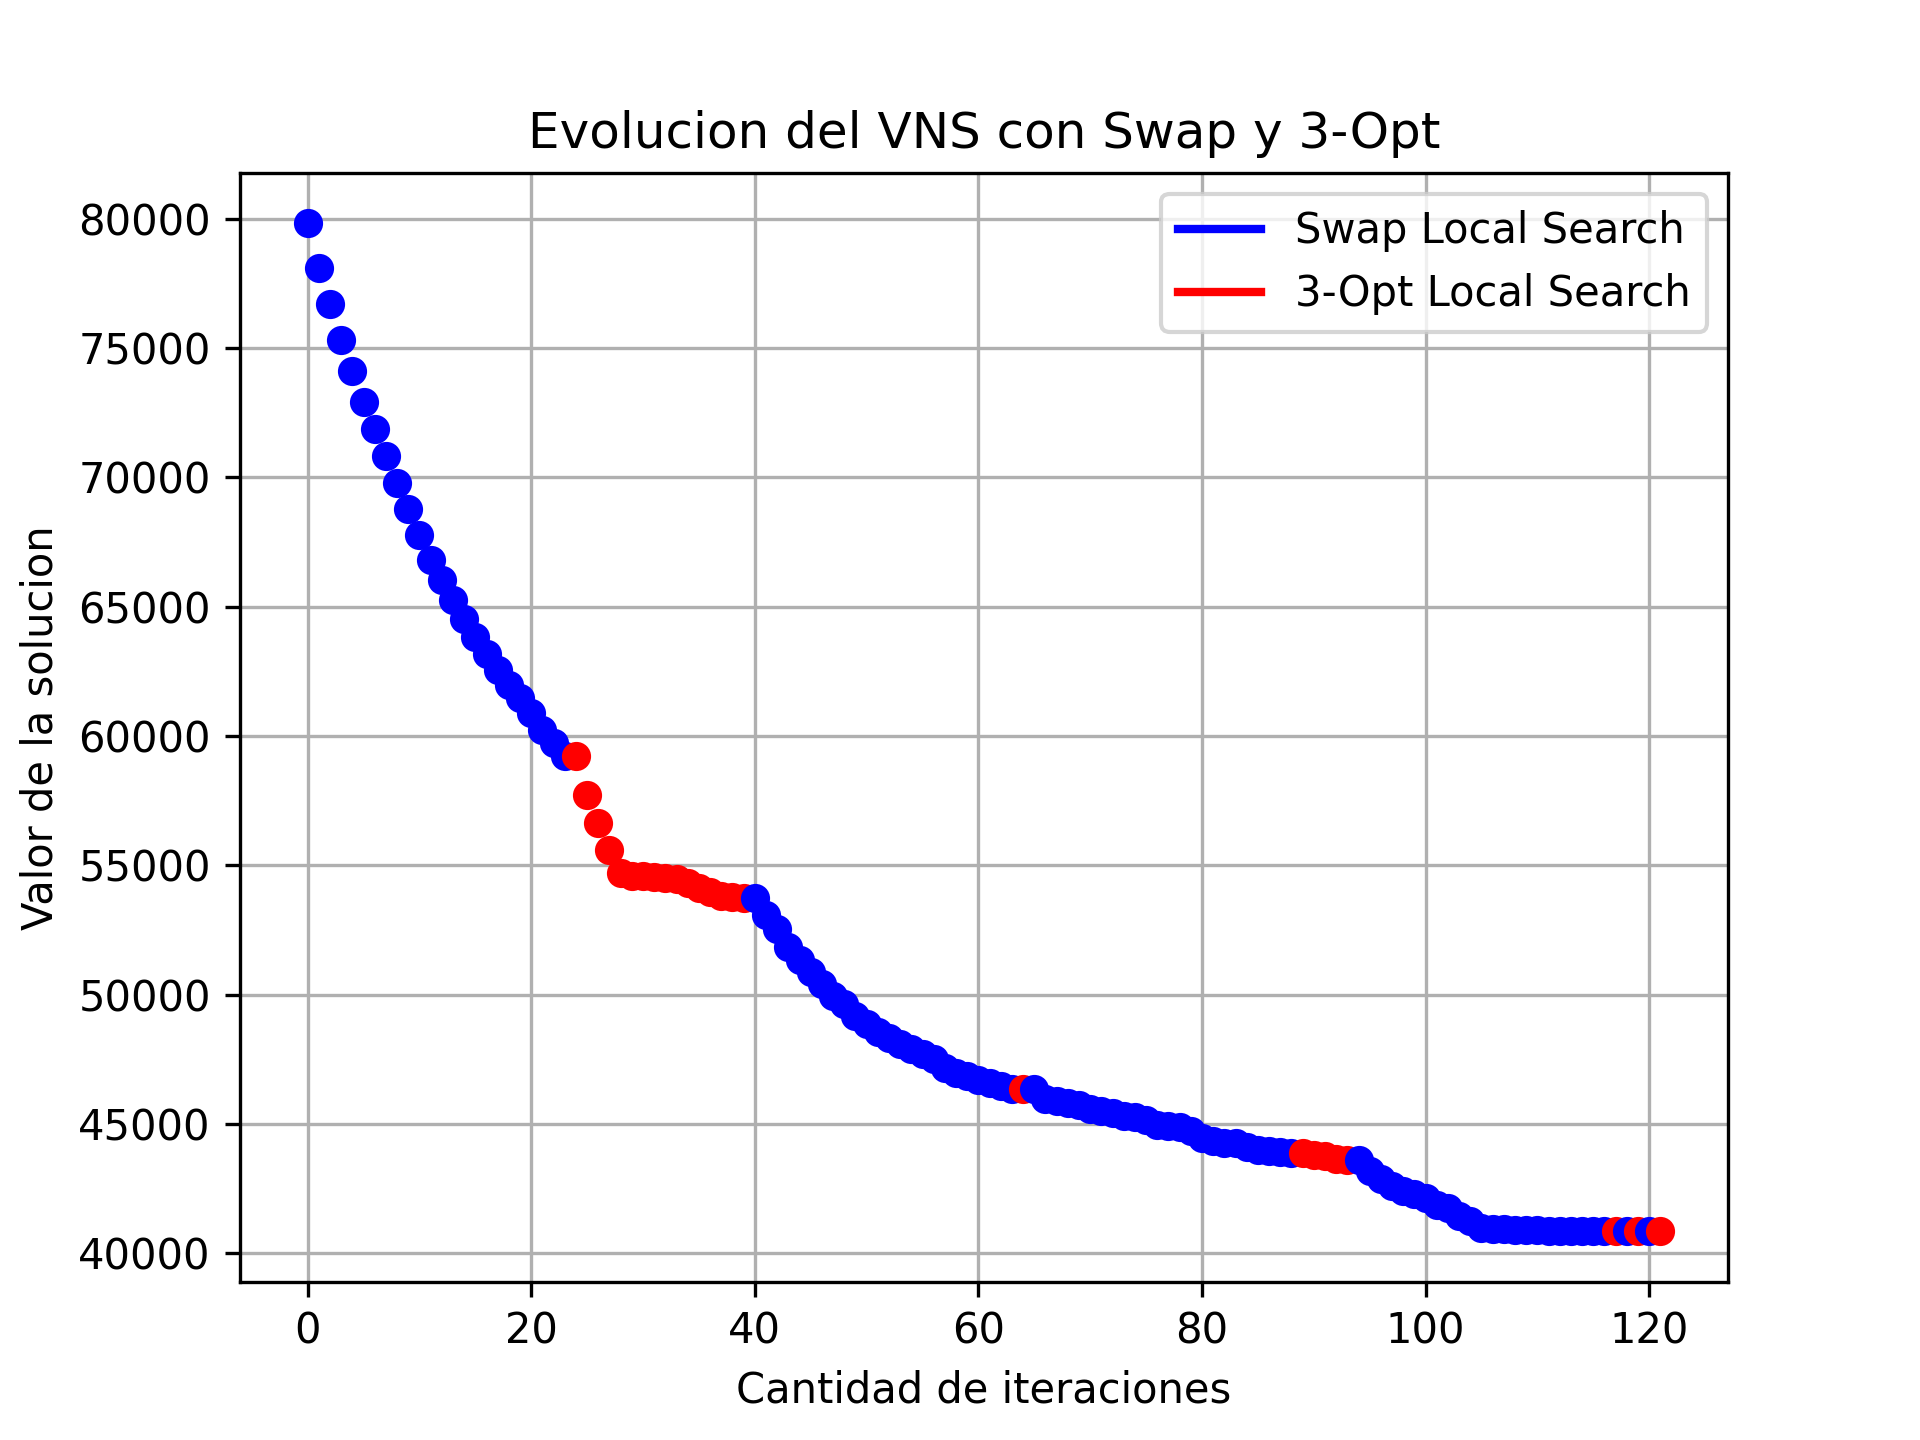 Evolucion del VNS con Swap y 3-Opt
Swap Local Search
3-Opt Local Search
80000
75000
70000
65000
60000
55000
50000
45000
40000
Valor de la solucion
0 20 40 60 80 100 120
Cantidad de iteraciones